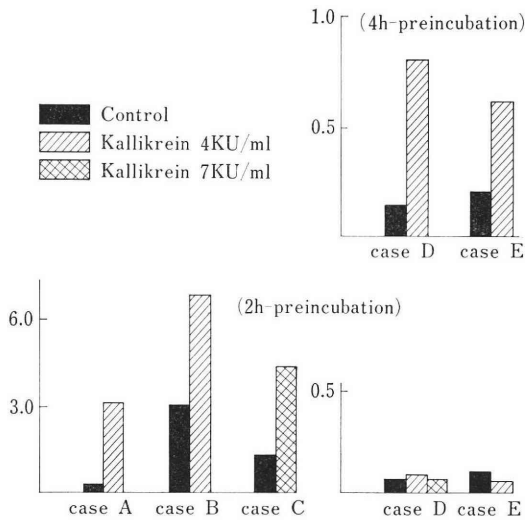 1.0
(4h-preincubation)
Control
Kallikrein 4KU/ml
Kallikrein 7KU/ml
0.5
case D
case E
6.0
(2h-preincubation)
3.0
0.5
case A
case B
case C
case D
case E